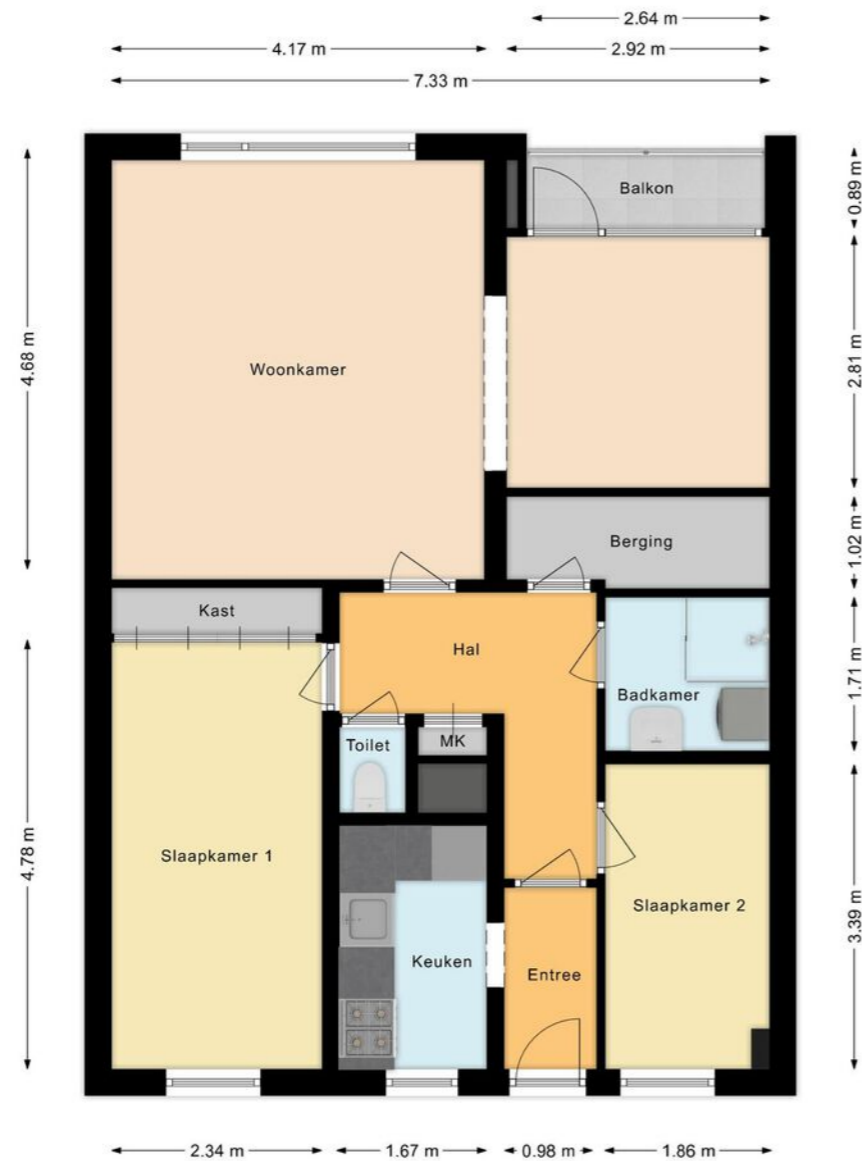 2.64 m
4.17 m
2.92 m
7.33 m
Balkon
0.89 m
Woonkamer
4.68 m
2.81 m
Berging
1.02 m
Kast
Hal
Badkamer
1.71 m
Toilet
MK
Slaapkamer 1
4.78 m
Slaapkamer 2
3.39 m
Keuken
Entree
2.34 m
1.67 m
0.98 m
1.86 m